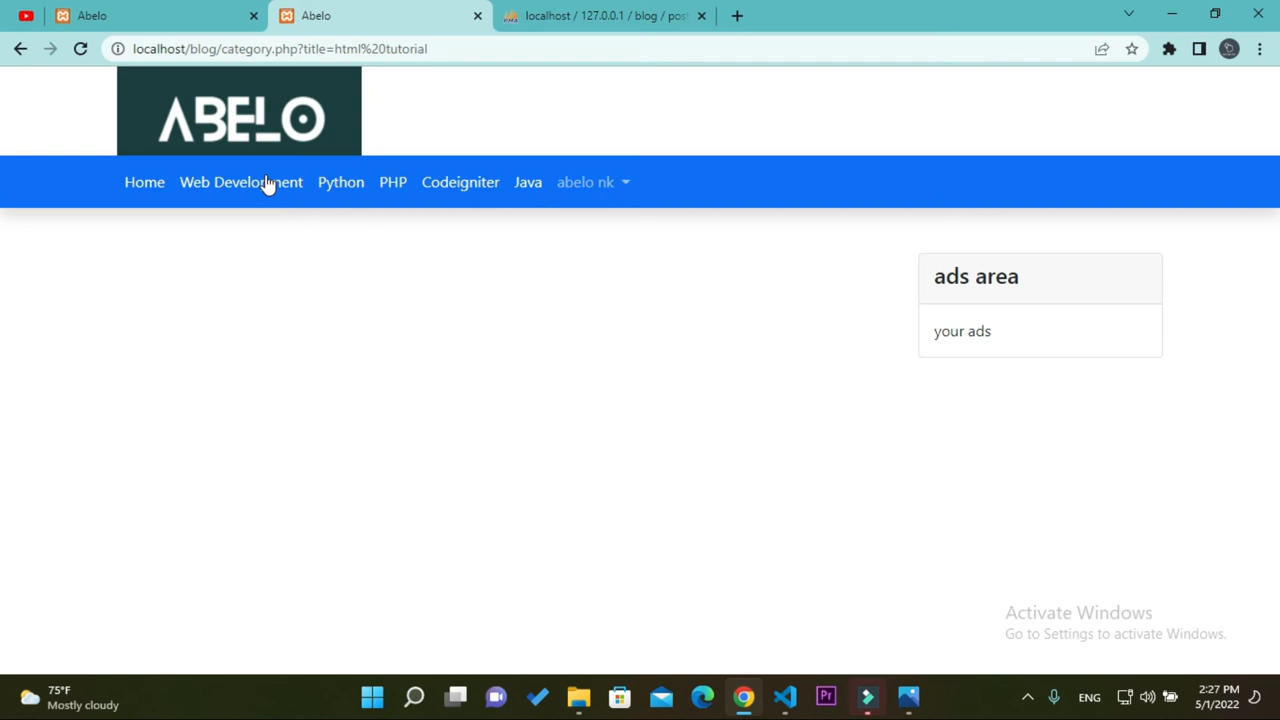 Abelo
Abelo
localhost / 127.0.0.1 / blog / post
localhost/blog/category.php?title=html%20tutorial
ABELO
Home Web Development Python PHP Codeigniter Java abelo nk
ads area
your ads
Activate Windows
Go to Settings to activate Windows.
75°F
Mostly cloudy
Pr
ENG
2:27 PM
5/1/2022